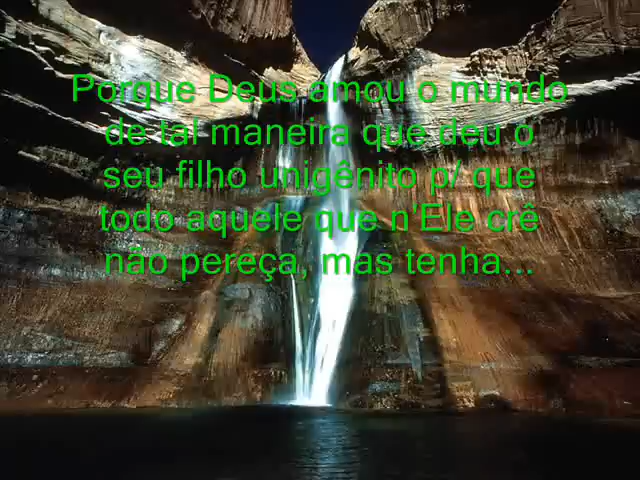 Porque Deus amou o mundo
de tal maneira que deu o
seu filho unigênito p/ que
todo aquele que n'Ele crê
não pereça, mas tenha...